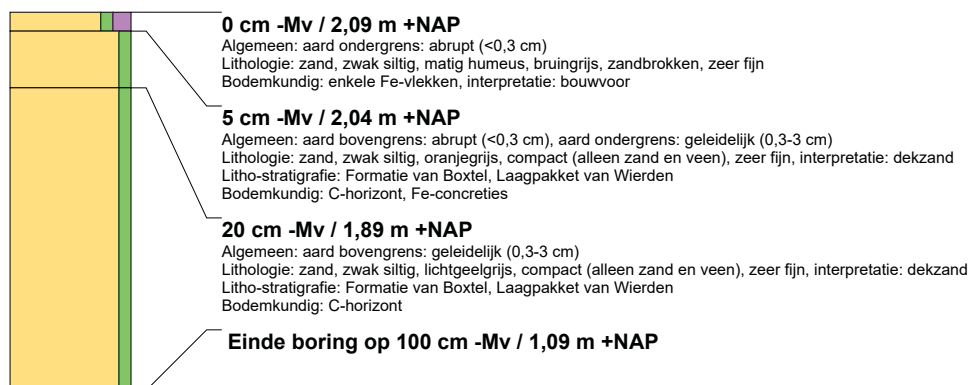 0 cm -Mv / 2,09 m +NAP
Algemeen: aard ondergrens: abrupt (<0,3 cm)
Lithologie: zand, zwak siltig, matig humeus, bruingrijs, zandbrokken, zeer fijn
Bodemkundig: enkele Fe-vlekken, interpretatie: bouwvoor
5 cm -Mv / 2,04 m +NAP
Algemeen: aard bovengrens: abrupt (<0,3 cm), aard ondergrens: geleidelijk (0,3-3 cm)
Lithologie: zand, zwak siltig, oranjegrijs, compact (alleen zand en veen), zeer fijn, interpretatie: dekzand
Litho-stratigrafie: Formatie van Boxtel, Laagpakket van Wierden
Bodemkundig: C-horizont, Fe-concreties
20 cm -Mv / 1,89 m +NAP
Algemeen: aard bovengrens: geleidelijk (0,3-3 cm)
Lithologie: zand, zwak siltig, lichtgeelgrijs, compact (alleen zand en veen), zeer fijn, interpretatie: dekzand
Litho-stratigrafie: Formatie van Boxtel, Laagpakket van Wierden
Bodemkundig: C-horizont
Einde boring op 100 cm -Mv / 1,09 m +NAP